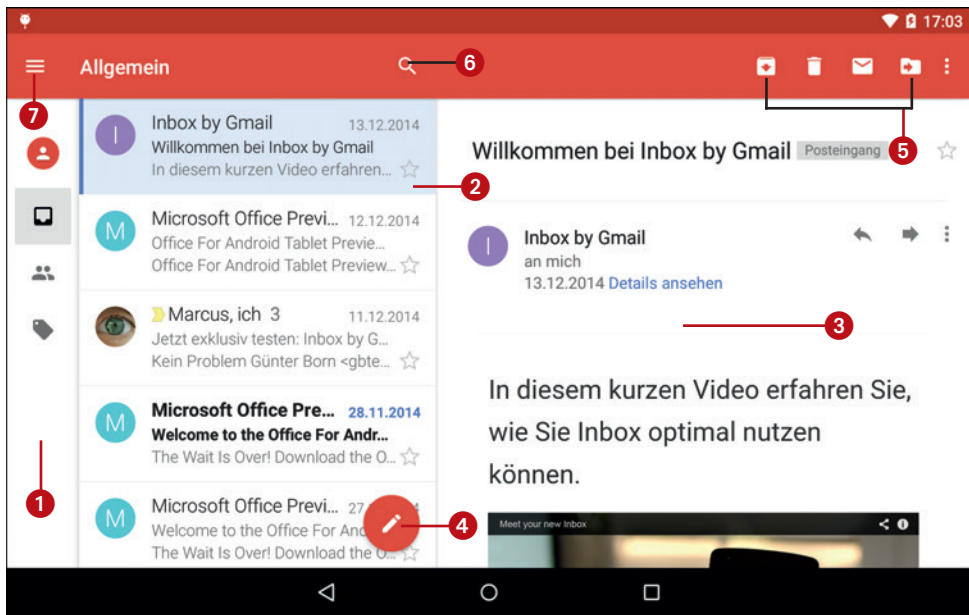 17:03
Allgemein
6
7
5
Inbox by Gmail 13.12.2014
Willkommen bei Inbox by Gmail
In diesem kurzen Video erfahren...
2
I
Microsoft Office Previ... 12.12.2014
Office For Android Tablet Previe...
Office For Android Tablet Preview...
M
Marcus, ich 3 11.12.2014
Jetzt exklusiv testen: Inbox by G...
Kein Problem Günter Born <gbte...
Microsoft Office Pre... 28.11.2014
Welcome to the Office For Andr...
The Wait Is Over! Download the O...
M
1
Microsoft Office Previ... 27
Welcome to the Office For And
The Wait Is Over! Download the O...
M
4
Willkommen bei Inbox by Gmail Posteingang
I
Inbox by Gmail
an mich
13.12.2014 Details ansehen
3
In diesem kurzen Video erfahren Sie,
wie Sie Inbox optimal nutzen
können.
Meet your new Inbox